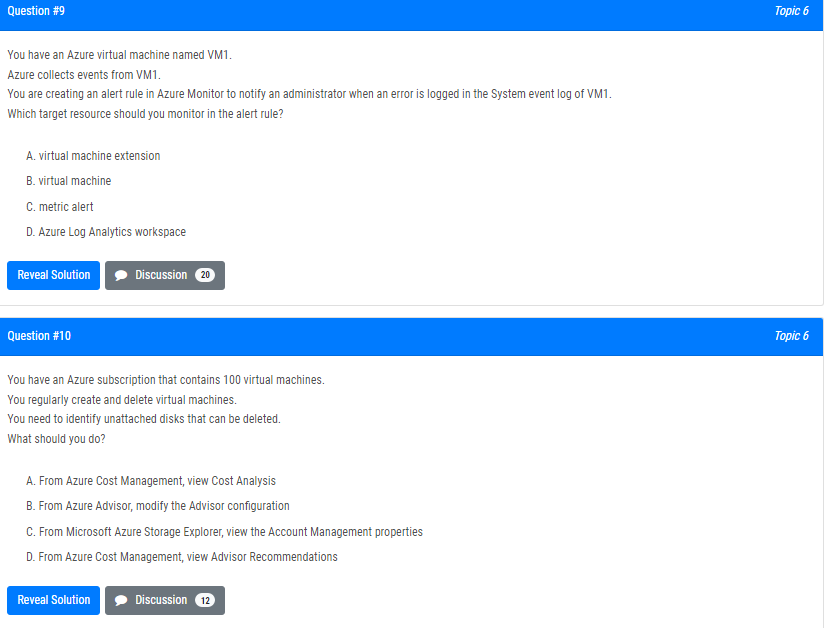 Question #9 Topic 6
You have an Azure virtual machine named VM1.
Azure collects events from VM1.
You are creating an alert rule in Azure Monitor to notify an administrator when an error is logged in the System event log of VM1.
Which target resource should you monitor in the alert rule?
A. virtual machine extension
B. virtual machine
C. metric alert
D. Azure Log Analytics workspace
Reveal Solution Discussion 20
Question #10 Topic 6
You have an Azure subscription that contains 100 virtual machines.
You regularly create and delete virtual machines.
You need to identify unattached disks that can be deleted.
What should you do?
A. From Azure Cost Management, view Cost Analysis
B. From Azure Advisor, modify the Advisor configuration
C. From Microsoft Azure Storage Explorer, view the Account Management properties
D. From Azure Cost Management, view Advisor Recommendations
Reveal Solution Discussion 12